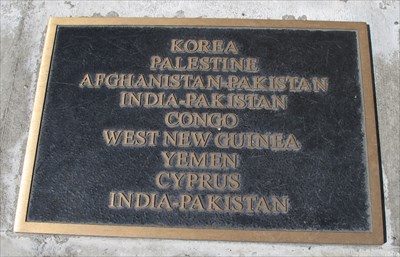 KOREA
PALESTINE
AFGHANISTAN-PAKISTAN
INDIA-PAKISTAN
CONGO
WEST NEW GUINEA
YEMEN
CYPRUS
INDIA-PAKISTAN